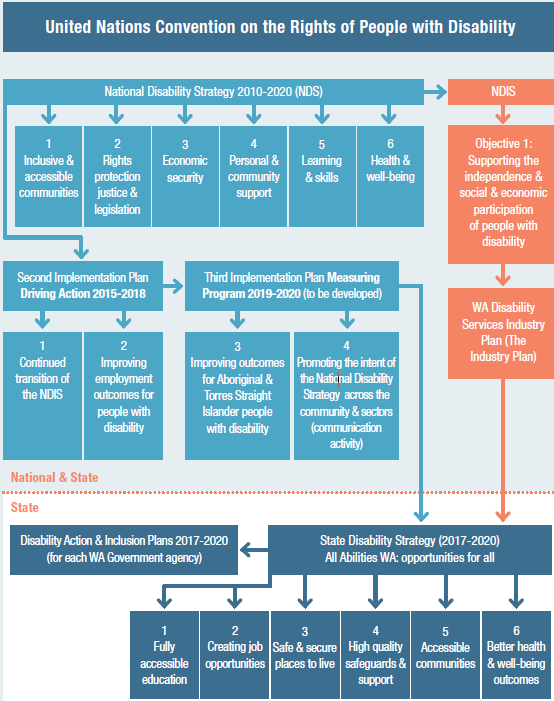 United Nations Convention on the Rights of People with Disability
National Disability Strategy 2010-2020 (NDS)
NDIS
1
Inclusive &
accessible
communities
2
Rights
protection
justice &
legislation
3
Economic
security
4
Personal &
community
support
5
Learning
& skills
6
Health &
well-being
Objective 1:
Supporting the
independence &
social & economic
participation
of people with
disability
Second Implementation Plan
Driving Action 2015-2018
Third Implementation Plan Measuring
Program 2019-2020 (to be developed)
WA Disability
Services Industry
Plan (The
Industry Plan)
1
Continued
transition of
the NDIS
2
Improving
employment
outcomes for
people with
disability
3
Improving outcomes
for Aboriginal &
Torres Straight
Islander people
with disability
4
Promoting the intent of
the National Disability
Strategy across the
community & sectors
(communication
activity)
National & State
State
Disability Action & Inclusion Plans 2017-2020
(for each WA Government agency)
State Disability Strategy (2017-2020)
All Abilities WA: opportunities for all
1
Fully
accessible
education
2
Creating job
opportunities
3
Safe & secure
places to live
4
High quality
safeguards &
support
5
Accessible
communities
6
Better health
& well-being
outcomes